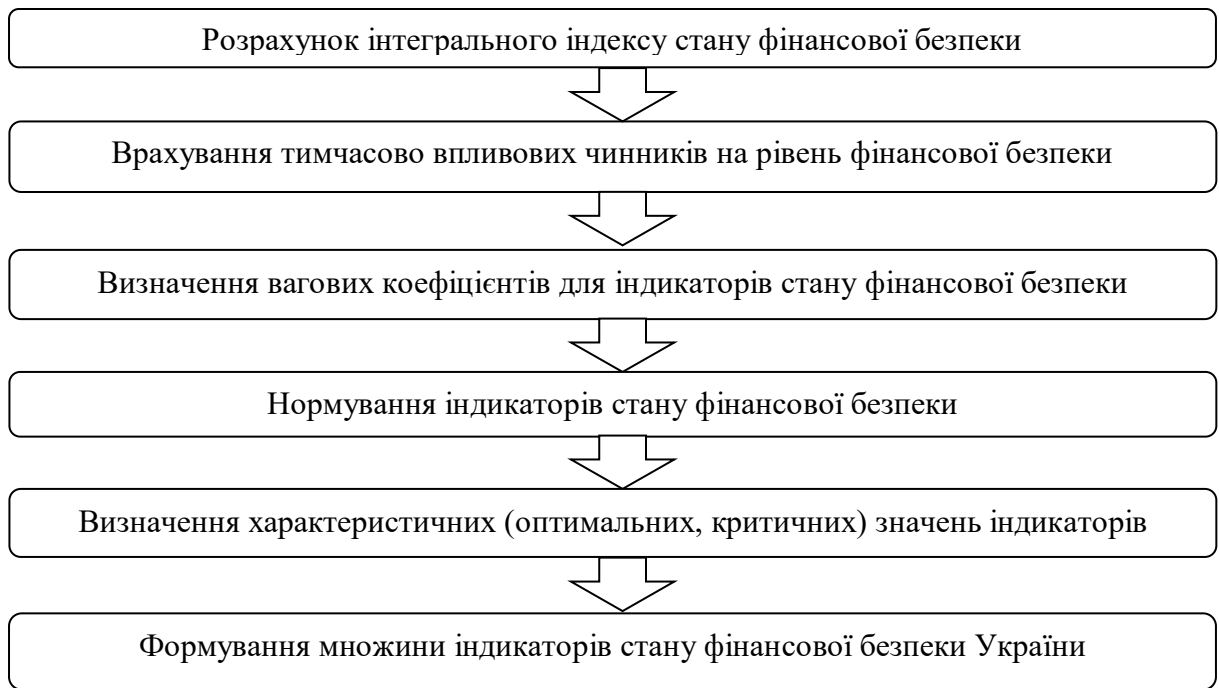 Розрахунок інтегрального індексу стану фінансової безпеки
Врахування тимчасово впливових чинників на рівень фінансової безпеки
Визначення вагових коефіцієнтів для індикаторів стану фінансової безпеки
Нормування індикаторів стану фінансової безпеки
Визначення характеристичних (оптимальних, критичних) значень індикаторів
Формування множини індикаторів стану фінансової безпеки України